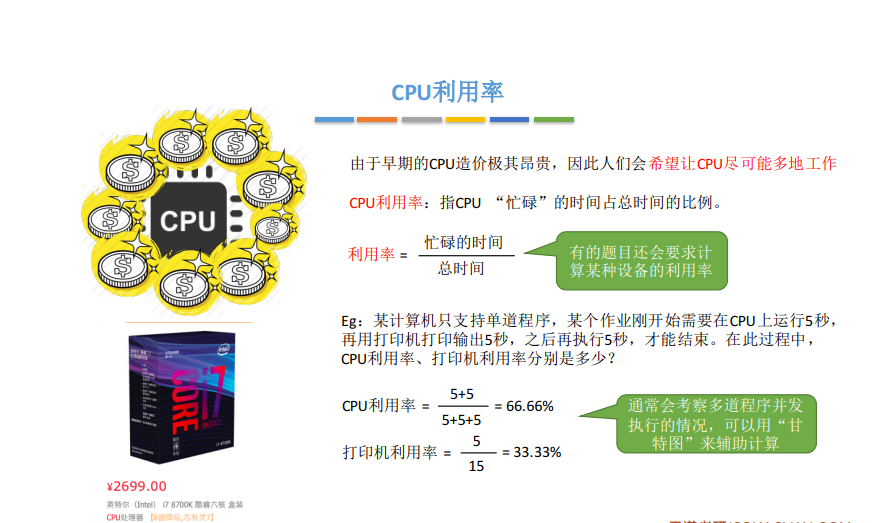 CPU利用率
由于早期的CPU造价极其昂贵，因此人们会希望让CPU尽可能多地工作
CPU利用率：指CPU “忙碌”的时间占总时间的比例。
利用率 = 忙碌的时间
总时间
有的题目还会要求计
算某种设备的利用率
Eg：某计算机只支持单道程序，某个作业刚开始需要在CPU上运行5秒，
再用打印机打印输出5秒，之后再执行5秒，才能结束。在此过程中，
CPU利用率、打印机利用率分别是多少？
CPU利用率 = 5+5
5+5+5
= 66.66%
打印机利用率 = 5
15
= 33.33%
通常会考察多道程序并发
执行的情况，可以用“甘
特图”来辅助计算
CPU
intel
CORE
i7
i7-8700K
¥2699.00
英特尔（Intel） i7 8700K 酷睿六核 盒装
CPU处理器